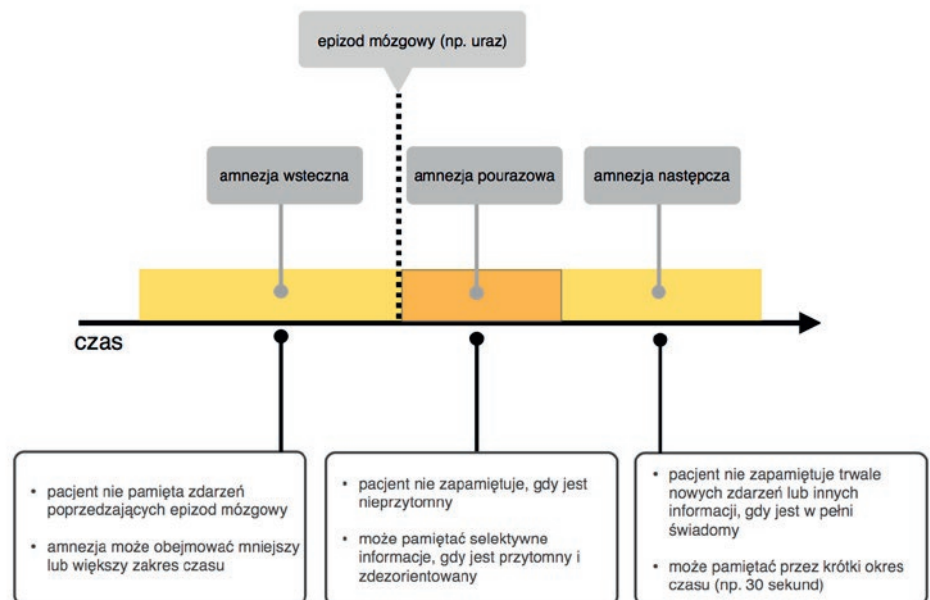 epizod mózgowy (np. uraz)
amnezja wsteczna
amnezja pourazowa
amnezja następcza
czas
• pacjent nie pamięta zdarzeń
poprzedzających epizod mózgowy
• amnezja może obejmować mniejszy
lub większy zakres czasu
• pacjent nie zapamiętuje, gdy jest
nieprzytomny
• może pamiętać selektywne
informacje, gdy jest przytomny i
zdezorientowany
• pacjent nie zapamiętuje trwale
nowych zdarzeń lub innych
informacji, gdy jest w pełni
świadomy
• może pamiętać przez krótki okres
czasu (np. 30 sekund)